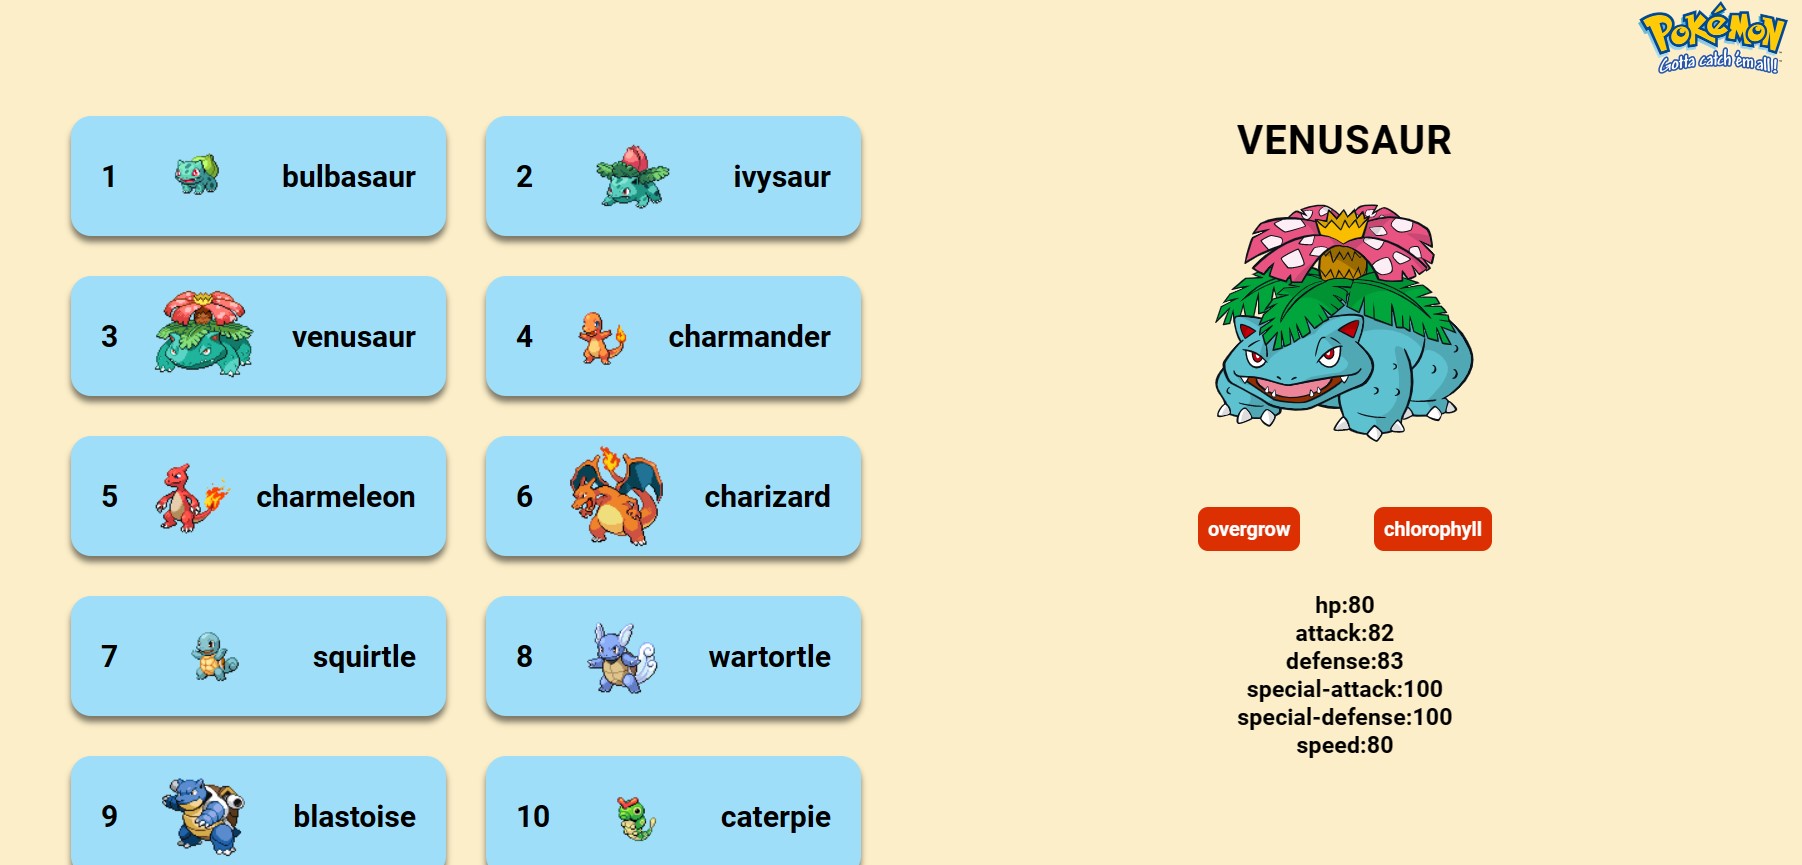 POKéMON
Gotta catch 'em all!
1 bulbasaur
2 ivysaur
3 venusaur
4 charmander
5 charmeleon
6 charizard
7 squirtle
8 wartortle
9 blastoise
10 caterpie
VENUSAUR
overgrow
chlorophyll
hp:80
attack:82
defense:83
special-attack:100
special-defense:100
speed:80